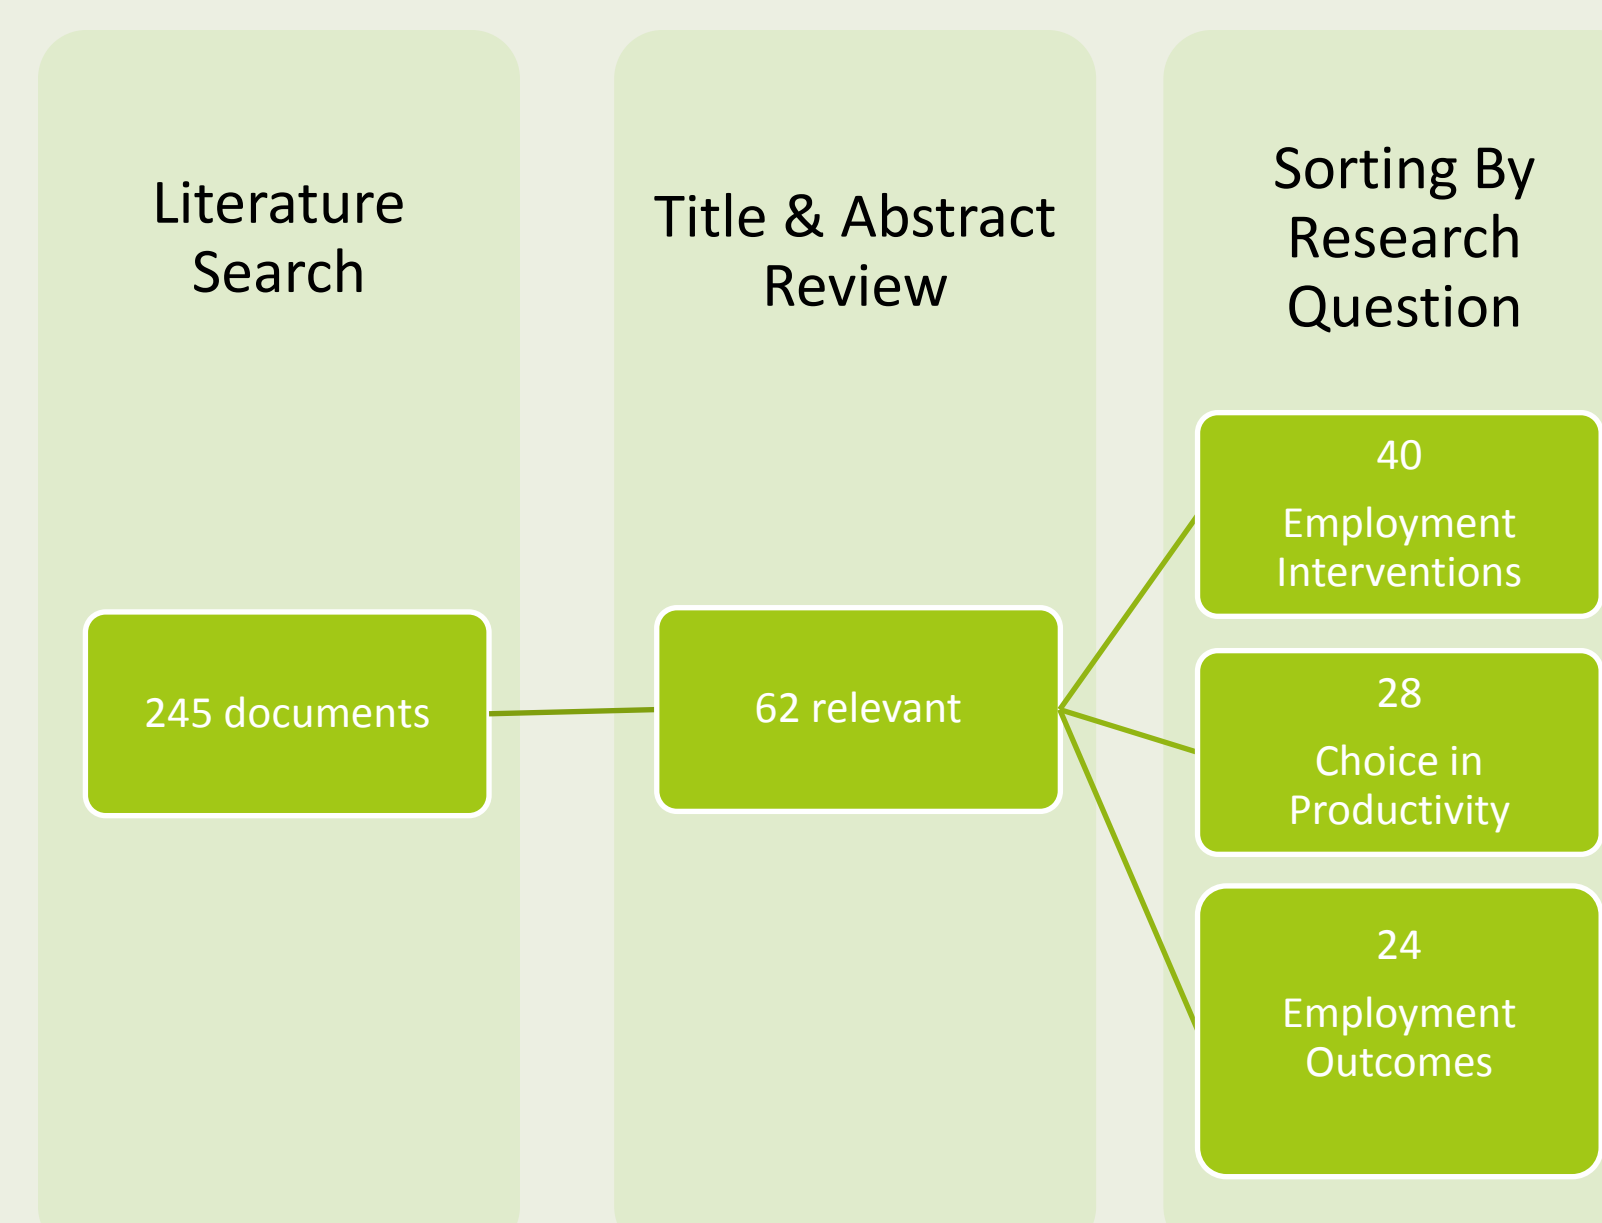 Literature
Search
245 documents
Title & Abstract
Review
62 relevant
Sorting By
Research
Question
40
Employment
Interventions
28
Choice in
Productivity
24
Employment
Outcomes